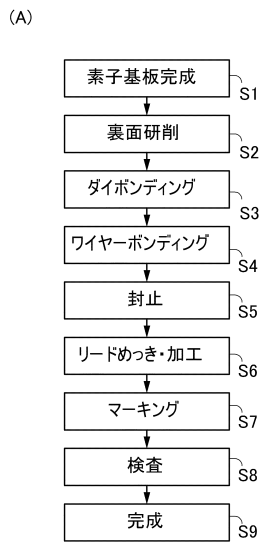 (A)
素子基板完成
S1
裏面研削
S2
ダイボンディング
S3
ワイヤーボンディング
S4
封止
S5
リードめっき・加工
S6
マーキング
S7
検査
S8
完成
S9